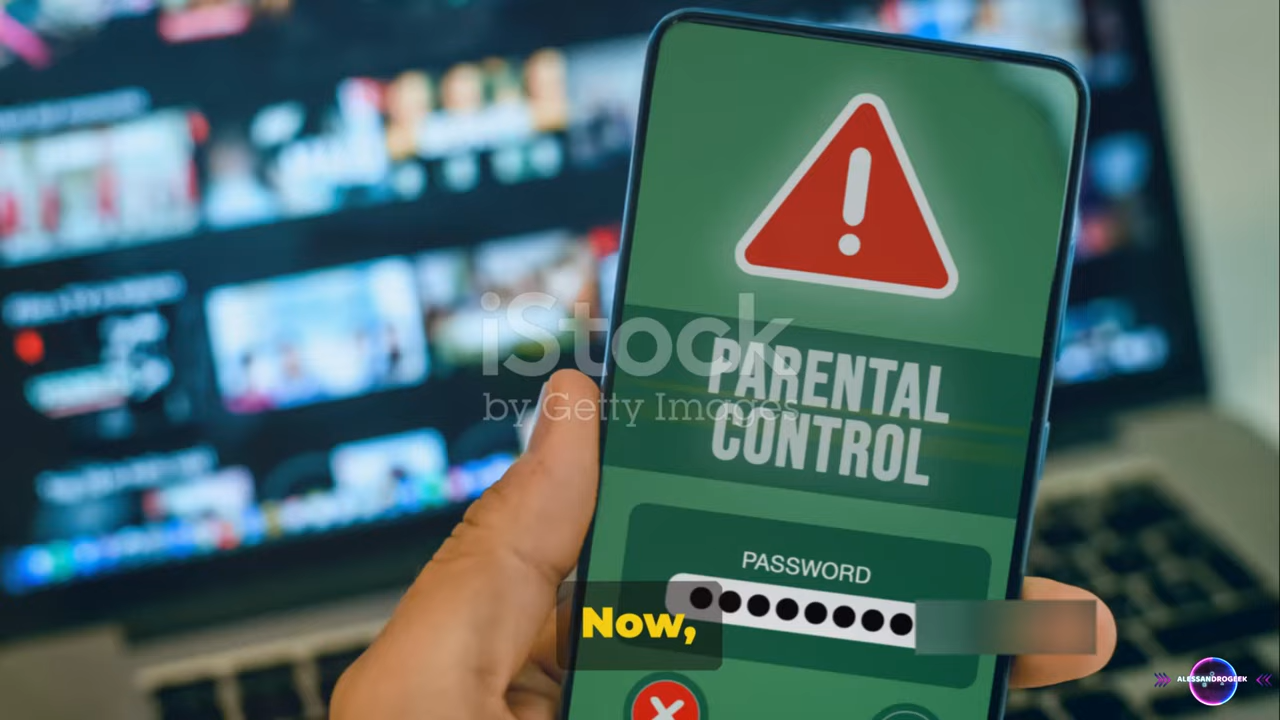 iStock
by Getty Images
PARENTAL
CONTROL
PASSWORD
Now,
ALESSANDROGEEK